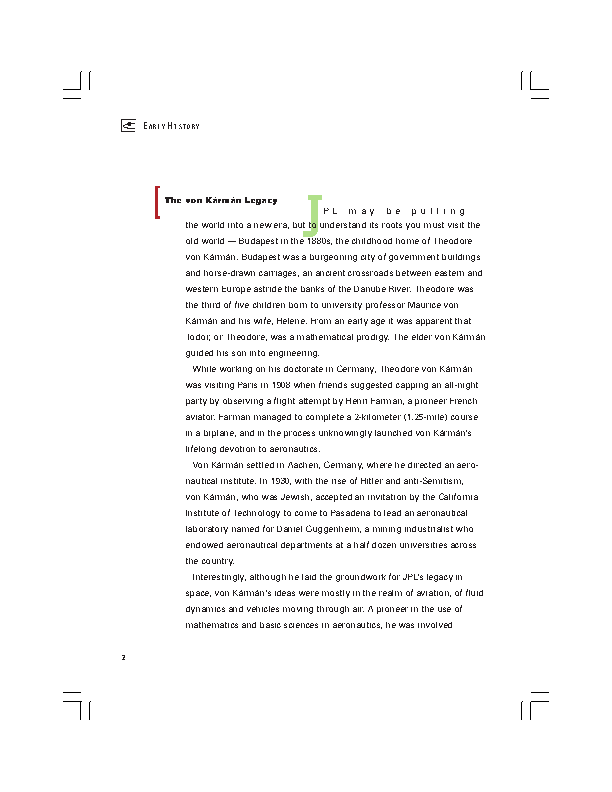 EARLY HISTORY
The von Kármán Legacy
JPL may be pulling
the world into a new era, but to understand its roots you must visit the
old world — Budapest in the 1880s, the childhood home of Theodore
von Kármán. Budapest was a burgeoning city of government buildings
and horse-drawn carriages, an ancient crossroads between eastern and
western Europe astride the banks of the Danube River. Theodore was
the third of five children born to university professor Maurice von
Kármán and his wife, Helene. From an early age it was apparent that
Todor, or Theodore, was a mathematical prodigy. The elder von Kármán
guided his son into engineering.
While working on his doctorate in Germany, Theodore von Kármán
was visiting Paris in 1908 when friends suggested capping an all-night
party by observing a flight attempt by Henri Farman, a pioneer French
aviator. Farman managed to complete a 2-kilometer (1.25-mile) course
in a biplane, and in the process unknowingly launched von Kármán's
lifelong devotion to aeronautics.
Von Kármán settled in Aachen, Germany, where he directed an aero-
nautical institute. In 1930, with the rise of Hitler and anti-Semitism,
von Kármán, who was Jewish, accepted an invitation by the California
Institute of Technology to come to Pasadena to lead an aeronautical
laboratory named for Daniel Guggenheim, a mining industrialist who
endowed aeronautical departments at a half dozen universities across
the country.
Interestingly, although he laid the groundwork for JPL's legacy in
space, von Kármán's ideas were mostly in the realm of aviation, of fluid
dynamics and vehicles moving through air. A pioneer in the use of
mathematics and basic sciences in aeronautics, he was involved
2